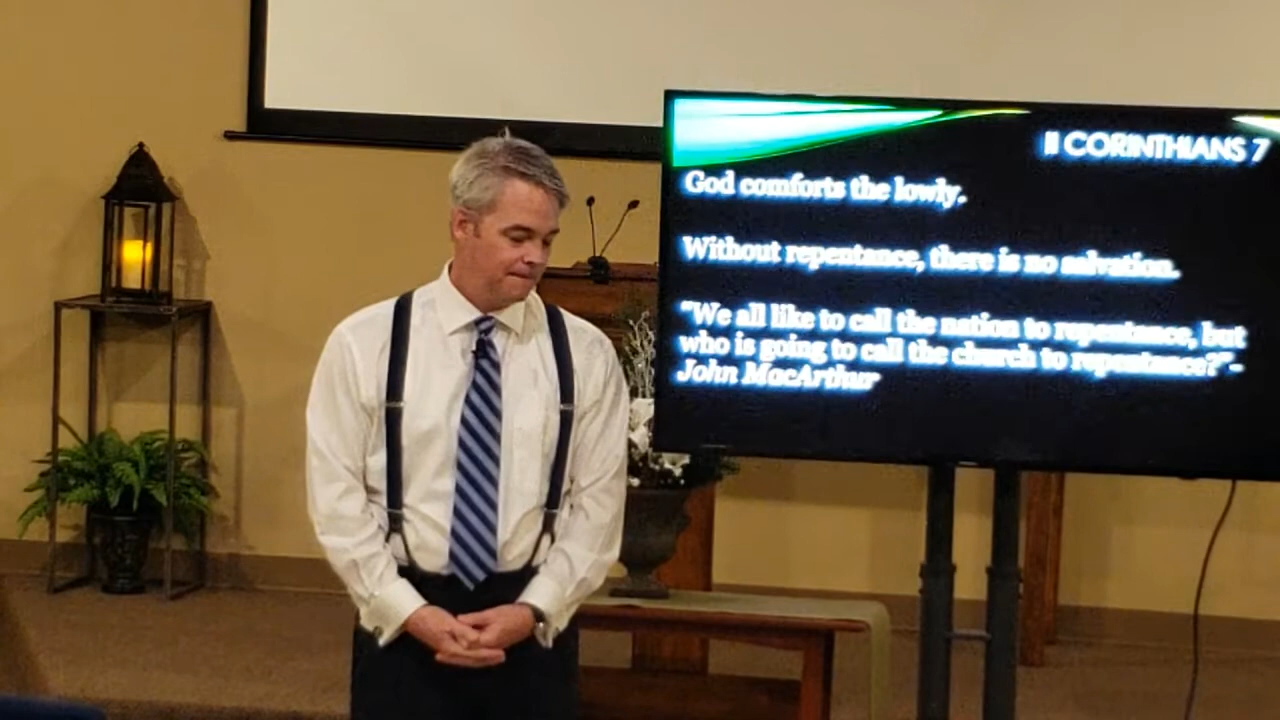 II CORINTHIANS 7
God comforts the lowly.
Without repentance, there is no salvation.
"We all like to call the nation to repentance, but
who is going to call the church to repentance?"-
John MacArthur